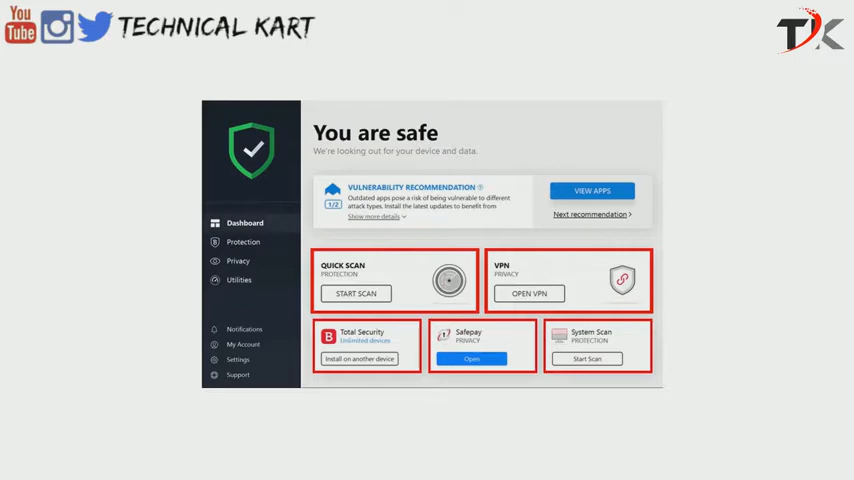 You
Tube
TECHNICAL KART
TK
You are safe
We're looking out for your device and data.
VULNERABILITY RECOMMENDATION
1/2
Outdated apps pose a risk of being vulnerable to different
attack types. Install the latest updates to benefit from
Show more details
VIEW APPS
Next recommendation
Dashboard
Protection
Privacy
Utilities
Notifications
My Account
Settings
Support
QUICK SCAN
PROTECTION
START SCAN
VPN
PRIVACY
OPEN VPN
B
Total Security
Unlimited devices
Install on another device
Safepay
PRIVACY
Open
System Scan
PROTECTION
Start Scan